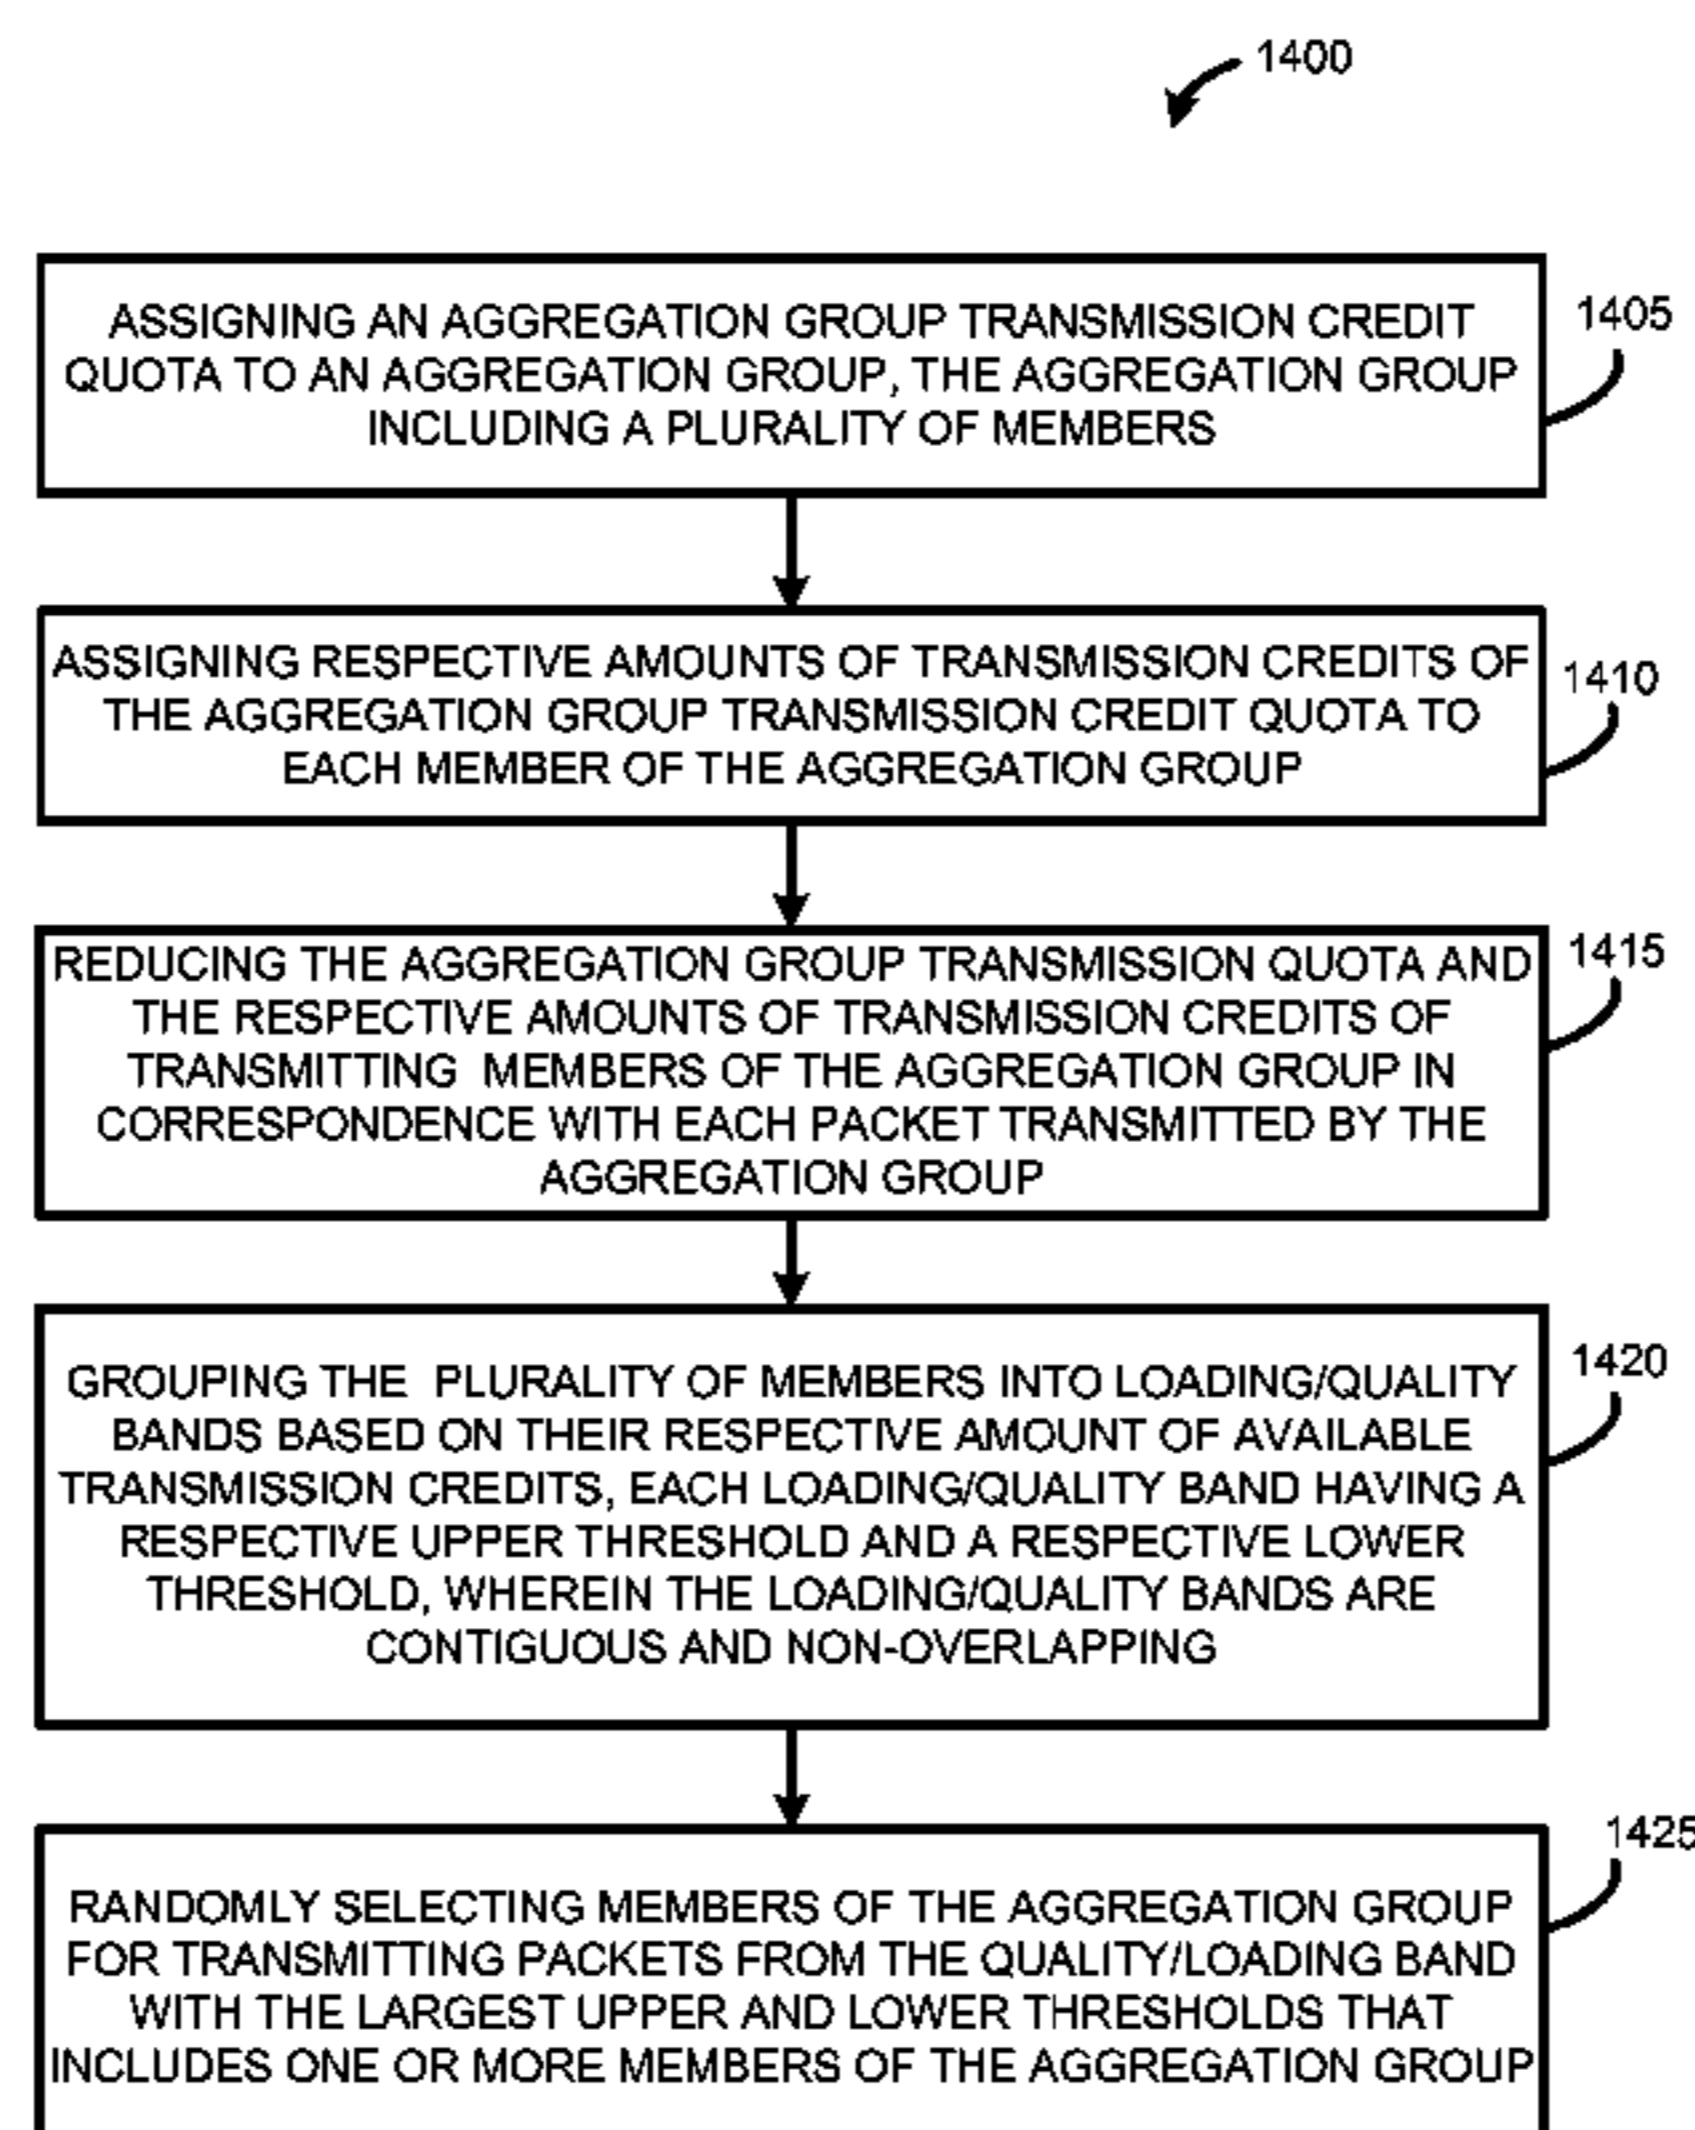 1400
ASSIGNING AN AGGREGATION GROUP TRANSMISSION CREDIT
QUOTA TO AN AGGREGATION GROUP, THE AGGREGATION GROUP
INCLUDING A PLURALITY OF MEMBERS
1405
ASSIGNING RESPECTIVE AMOUNTS OF TRANSMISSION CREDITS OF
THE AGGREGATION GROUP TRANSMISSION CREDIT QUOTA TO
EACH MEMBER OF THE AGGREGATION GROUP
1410
REDUCING THE AGGREGATION GROUP TRANSMISSION QUOTA AND
THE RESPECTIVE AMOUNTS OF TRANSMISSION CREDITS OF
TRANSMITTING MEMBERS OF THE AGGREGATION GROUP IN
CORRESPONDENCE WITH EACH PACKET TRANSMITTED BY THE
AGGREGATION GROUP
1415
GROUPING THE PLURALITY OF MEMBERS INTO LOADING/QUALITY
BANDS BASED ON THEIR RESPECTIVE AMOUNT OF AVAILABLE
TRANSMISSION CREDITS, EACH LOADING/QUALITY BAND HAVING A
RESPECTIVE UPPER THRESHOLD AND A RESPECTIVE LOWER
THRESHOLD, WHEREIN THE LOADING/QUALITY BANDS ARE
CONTIGUOUS AND NON-OVERLAPPING
1420
RANDOMLY SELECTING MEMBERS OF THE AGGREGATION GROUP
FOR TRANSMITTING PACKETS FROM THE QUALITY/LOADING BAND
WITH THE LARGEST UPPER AND LOWER THRESHOLDS THAT
INCLUDES ONE OR MORE MEMBERS OF THE AGGREGATION GROUP
1425